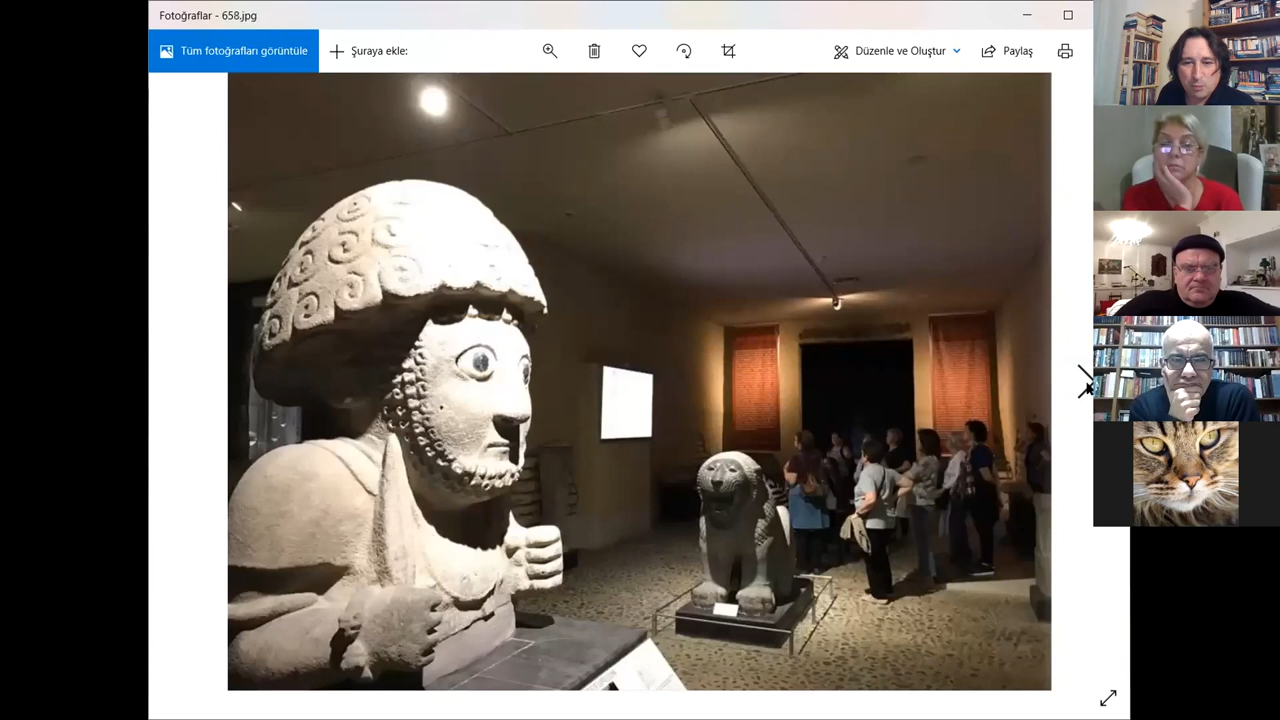 Fotoğraflar - 658.jpg
Tüm fotoğrafları görüntüle
Şuraya ekle:
Düzenle ve Oluştur
Paylaş